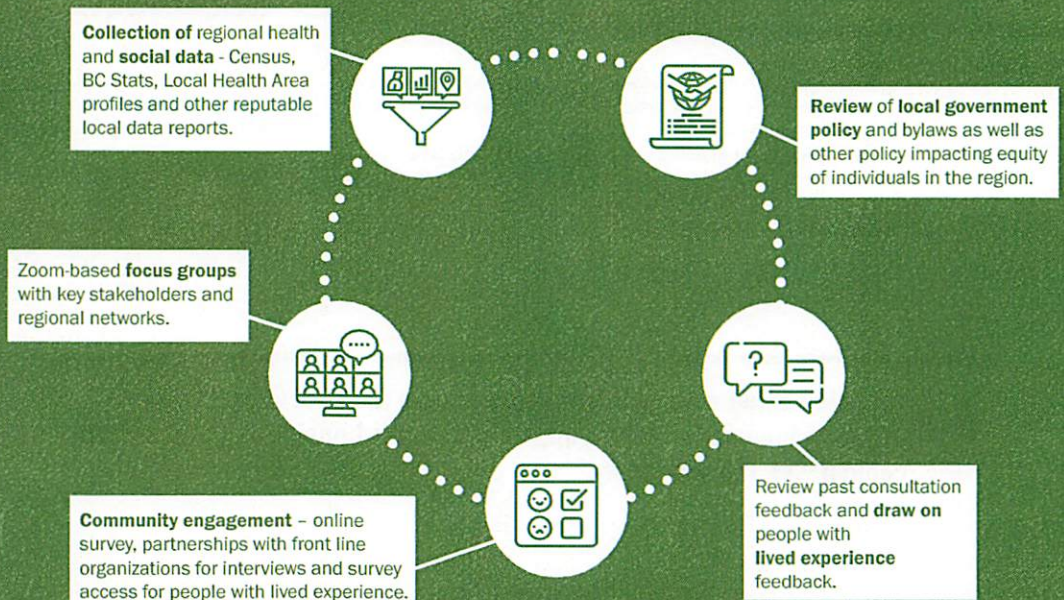 Collection of regional health
and social data - Census,
BC Stats, Local Health Area
profiles and other reputable
local data reports.
Review of local government
policy and bylaws as well as
other policy impacting equity
of individuals in the region.
Zoom-based focus groups
with key stakeholders and
regional networks.
?
Review past consultation
feedback and draw on
people with
lived experience
feedback.
Community engagement – online
survey, partnerships with front line
organizations for interviews and survey
access for people with lived experience.